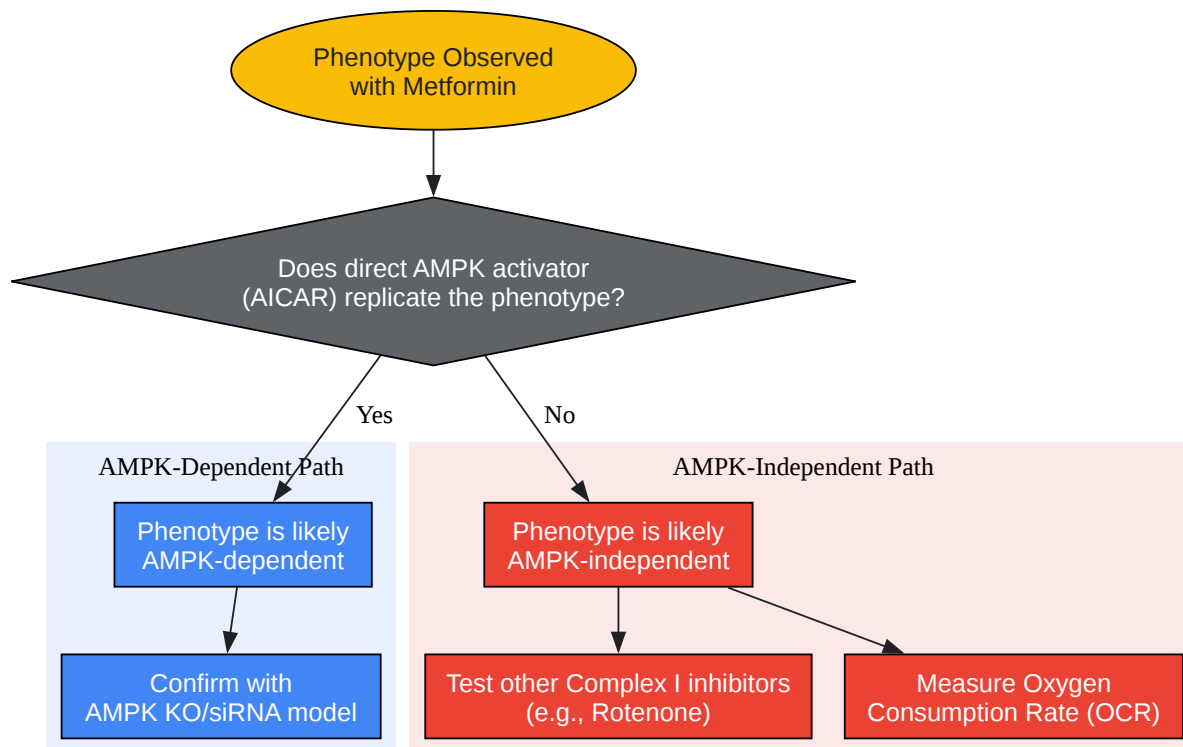 Phenotype Observed
with Metformin
Does direct AMPK activator
(AICAR) replicate the phenotype?
Yes
No
AMPK-Dependent Path
AMPK-Independent Path
Phenotype is likely
AMPK-dependent
Phenotype is likely
AMPK-independent
Confirm with
AMPK KO/siRNA model
Test other Complex I inhibitors
(e.g., Rotenone)
Measure Oxygen
Consumption Rate (OCR)